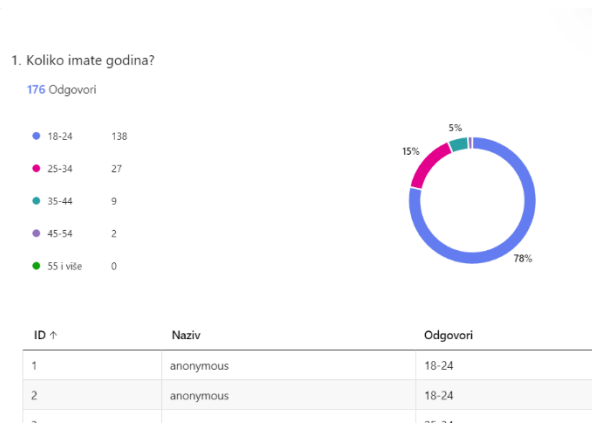 1. Koliko imate godina?
176 Odgovori
18-24 138
25-34 27
35-44 9
45-54 2
55 i više 0
5%
15%
78%
ID↑ Naziv Odgovori
1 anonymous 18-24
2 anonymous 18-24